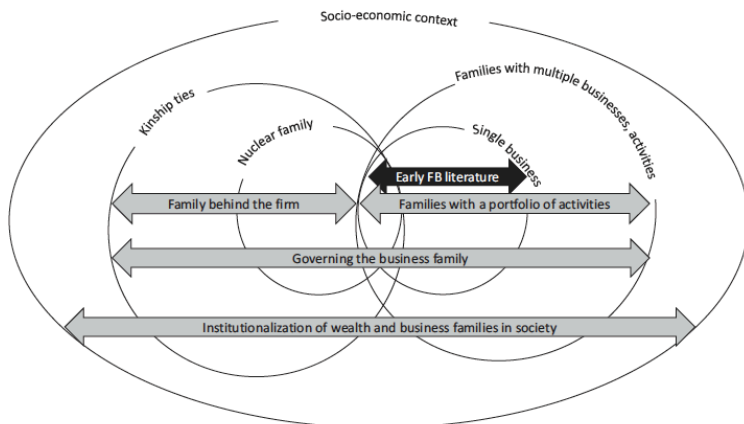 Socio-economic context
Kinship ties
Families with multiple businesses, activities
Nuclear family
Single business
Early FB literature
Family behind the firm
Families with a portfolio of activities
Governing the business family
Institutionalization of wealth and business families in society